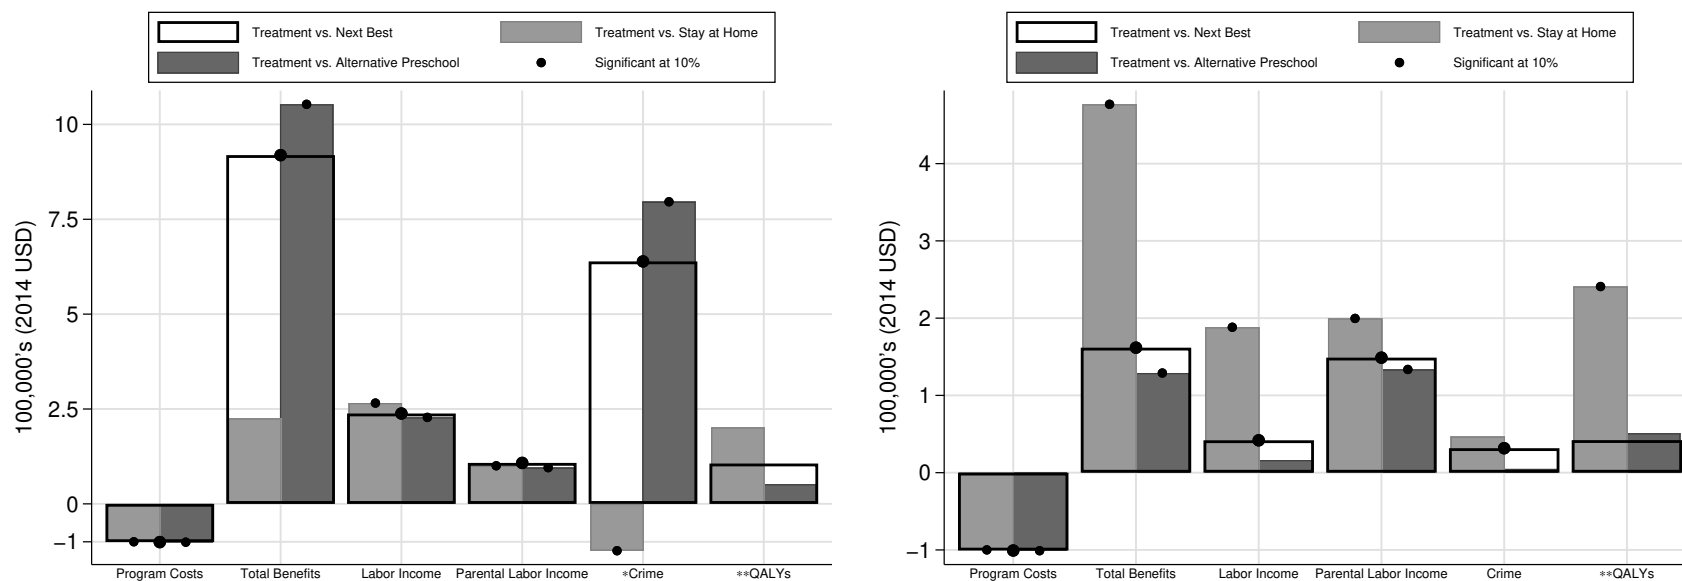 Treatment vs. Next Best
Treatment vs. Stay at Home
Treatment vs. Alternative Preschool
Significant at 10%
100,000's (2014 USD)
10
7.5
5
2.5
0
−1
Program Costs
Total Benefits
Labor Income
Parental Labor Income
*Crime
**QALYs
Treatment vs. Next Best
Treatment vs. Stay at Home
Treatment vs. Alternative Preschool
Significant at 10%
100,000's (2014 USD)
4
3
2
1
0
−1
Program Costs
Total Benefits
Labor Income
Parental Labor Income
Crime
**QALYs